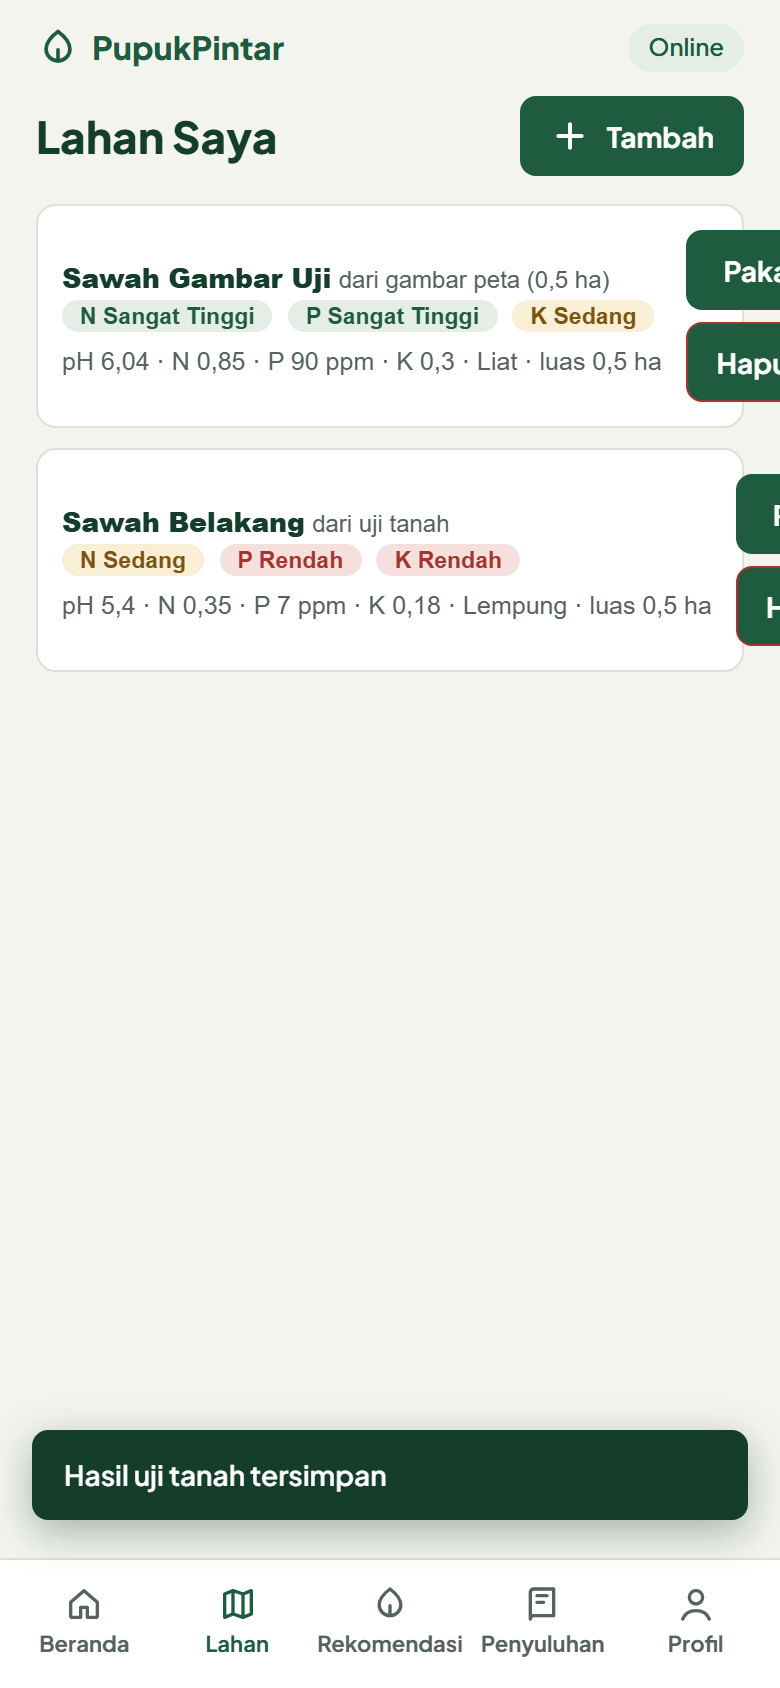 PupukPintar
Online
Lahan Saya
Tambah
Sawah Gambar Uji dari gambar peta (0,5 ha)
N Sangat Tinggi P Sangat Tinggi K Sedang
pH 6,04 · N 0,85 · P 90 ppm · K 0,3 · Liat · luas 0,5 ha
Sawah Belakang dari uji tanah
N Sedang P Rendah K Rendah
pH 5,4 · N 0,35 · P 7 ppm · K 0,18 · Lempung · luas 0,5 ha
Hasil uji tanah tersimpan
Beranda Lahan Rekomendasi Penyuluhan Profil